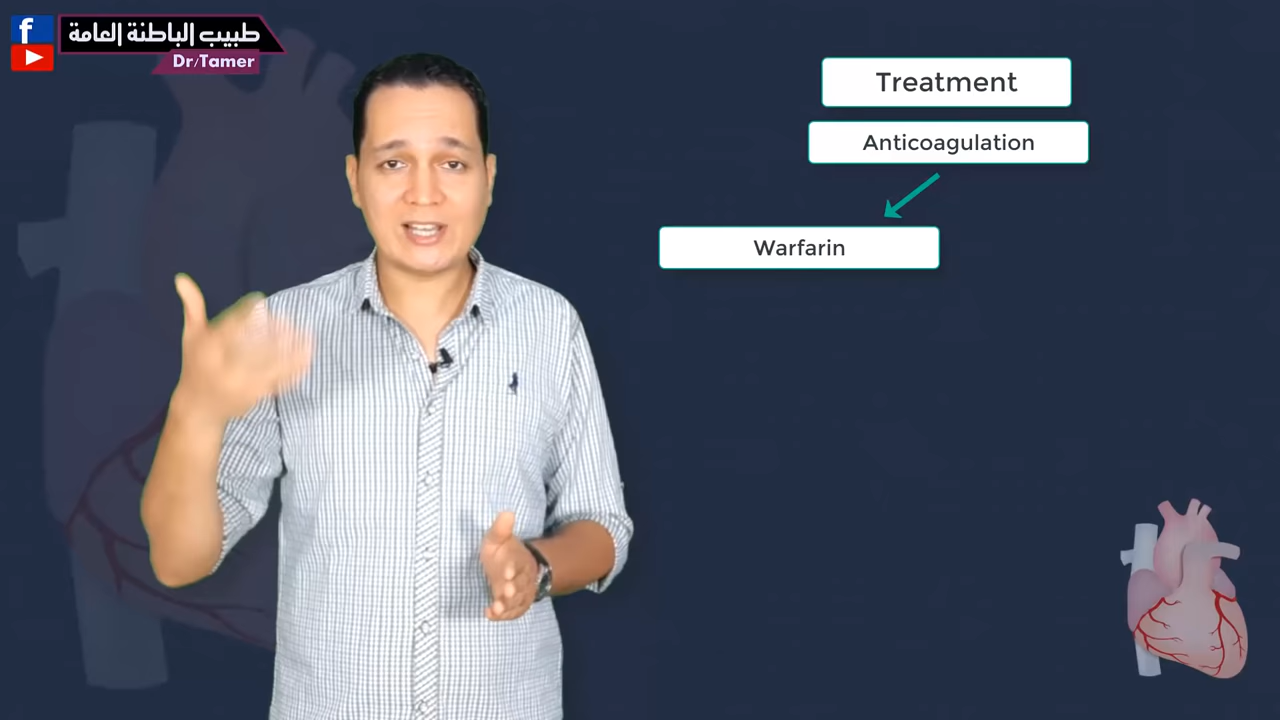 f
طبيب الباطنة العامة
Dr/Tamer
Treatment
Anticoagulation
Warfarin